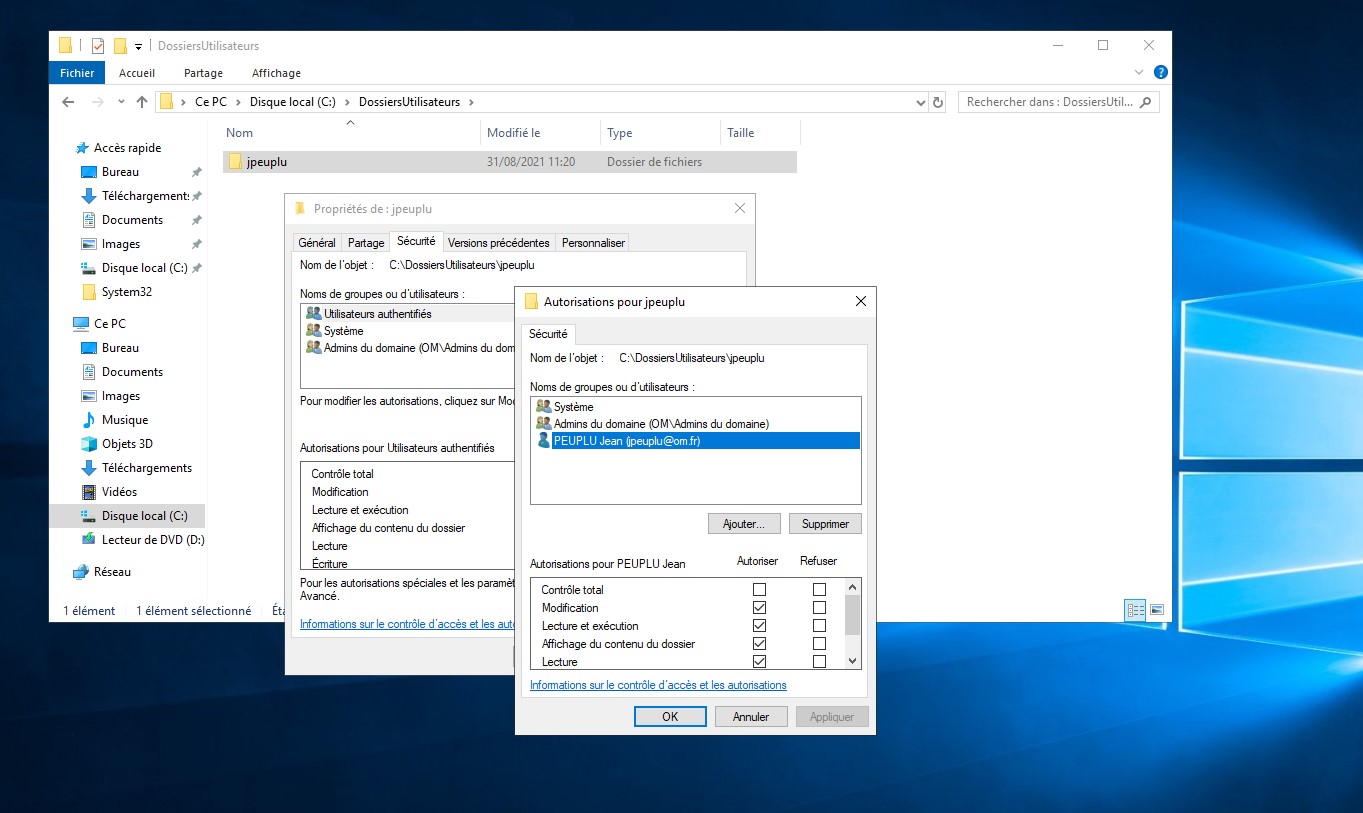 DossiersUtilisateurs
Fichier Accueil Partage Affichage
Ce PC Disque local (C:) DossiersUtilisateurs
Rechercher dans : DossiersUtil...
Nom Modifié le Type Taille
jpeuplu 31/08/2021 11:20 Dossier de fichiers
Accès rapide
Bureau
Téléchargements
Documents
Images
Disque local (C:)
System32
Ce PC
Bureau
Documents
Images
Musique
Objets 3D
Téléchargements
Vidéos
Disque local (C:)
Lecteur de DVD (D:)
Réseau
1 élément 1 élément sélectionné Éta
Propriétés de : jpeuplu
Général Partage Sécurité Versions précédentes Personnaliser
Nom de l'objet : C:\DossiersUtilisateurs\jpeuplu
Noms de groupes ou d'utilisateurs :
Utilisateurs authentifiés
Système
Admins du domaine (OM\Admins du dom
Pour modifier les autorisations, cliquez sur Mo
Autorisations pour Utilisateurs authentifiés
Contrôle total
Modification
Lecture et exécution
Affichage du contenu du dossier
Lecture
Écriture
Pour les autorisations spéciales et les paramèt
Avancé.
Informations sur le contrôle d'accès et les auto
Autorisations pour jpeuplu
Sécurité
Nom de l'objet : C:\DossiersUtilisateurs\jpeuplu
Noms de groupes ou d'utilisateurs :
Système
Admins du domaine (OM\Admins du domaine)
PEUPLU Jean (jpeuplu@om.fr)
Ajouter... Supprimer
Autorisations pour PEUPLU Jean Autoriser Refuser
Contrôle total
Modification
Lecture et exécution
Affichage du contenu du dossier
Lecture
Informations sur le contrôle d'accès et les autorisations
OK Annuler Appliquer